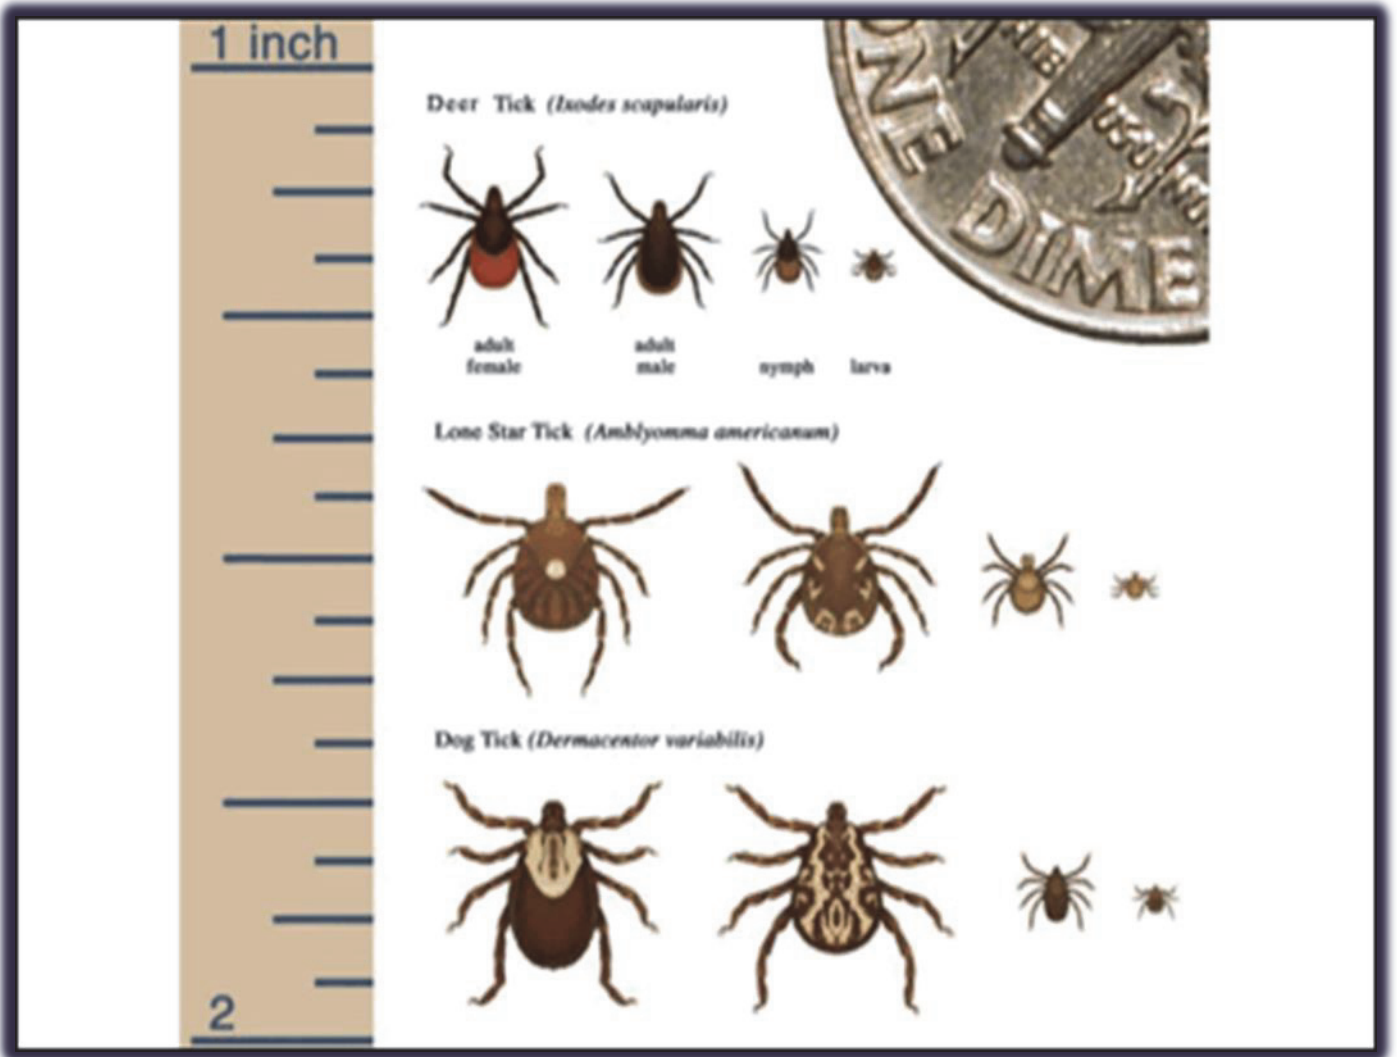 1 inch
Deer Tick (Ixodes scapularis)
ONE
DIME
adult female
adult male
nymph
larva
Lone Star Tick (Amblyomma americanum)
Dog Tick (Dermacentor variabilis)
2